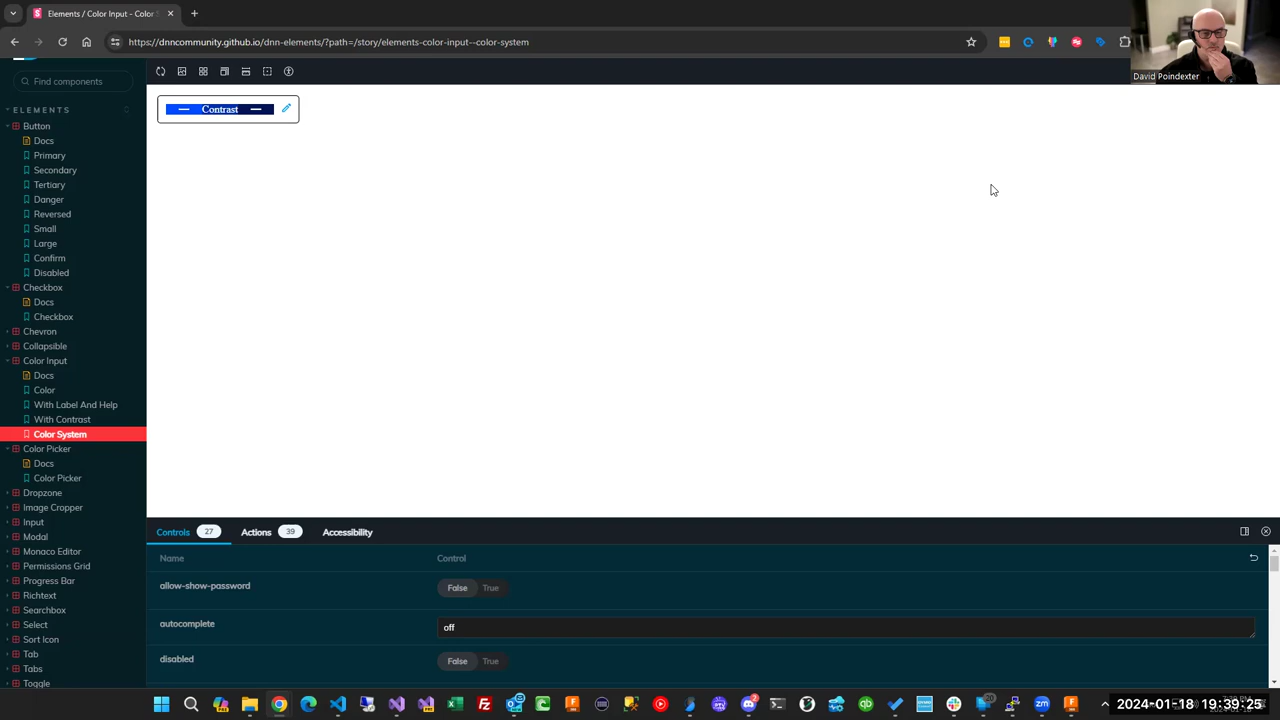 Elements / Color Input - Color S
https://dnncommunity.github.io/dnn-elements/?path=/story/elements-color-input--color-system
David Poindexter
Find components
ELEMENTS
Button
Docs
Primary
Secondary
Tertiary
Danger
Reversed
Small
Large
Confirm
Disabled
Checkbox
Docs
Checkbox
Chevron
Collapsible
Color Input
Docs
Color
With Label And Help
With Contrast
Color System
Color Picker
Docs
Color Picker
Dropzone
Image Cropper
Input
Modal
Monaco Editor
Permissions Grid
Progress Bar
Richtext
Searchbox
Select
Sort Icon
Tab
Tabs
Toggle
Contrast
Controls 27 Actions 39 Accessibility
Name Control
allow-show-password False True
autocomplete off
disabled False True
2024-01-18 19:39:25